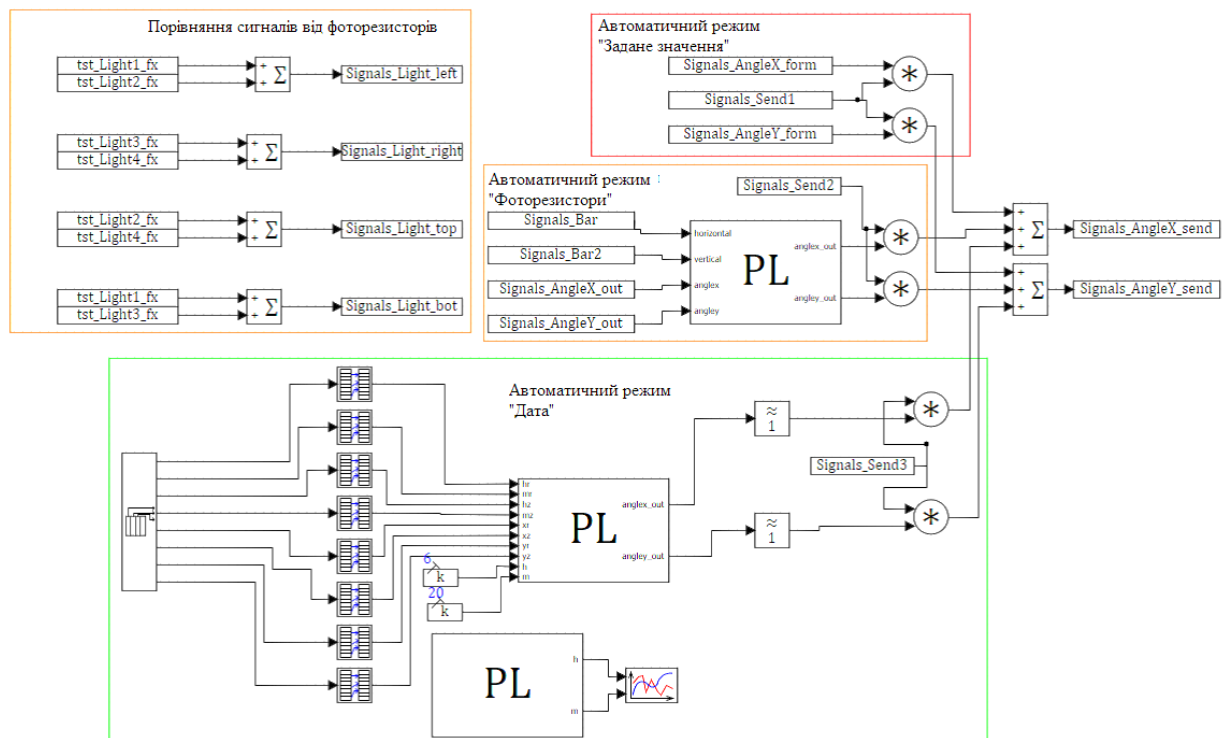 Порівняння сигналів від фоторезисторів
tst_Light1_fx
tst_Light2_fx
+
+
Σ
Signals_Light_left
tst_Light3_fx
tst_Light4_fx
+
+
Σ
Signals_Light_right
tst_Light2_fx
tst_Light4_fx
+
+
Σ
Signals_Light_top
tst_Light1_fx
tst_Light3_fx
+
+
Σ
Signals_Light_bot
Автоматичний режим
"Задане значення"
Signals_AngleX_form
Signals_Send1
Signals_AngleY_form
*
*
Автоматичний режим :
"Фоторезистори"
Signals_Send2
Signals_Bar
Signals_Bar2
Signals_AngleX_out
Signals_AngleY_out
horizontal
vertical
anglex
angley
PL
anglex_out
angley_out
*
*
+
+
+
Σ
Signals_AngleX_send
+
+
+
Σ
Signals_AngleY_send
Автоматичний режим
"Дата"
hr
mr
hz
mz
xr
xz
yr
yz
h
m
PL
anglex_out
angley_out
6
k
20
k
≈
1
≈
1
Signals_Send3
*
*
PL
h
m